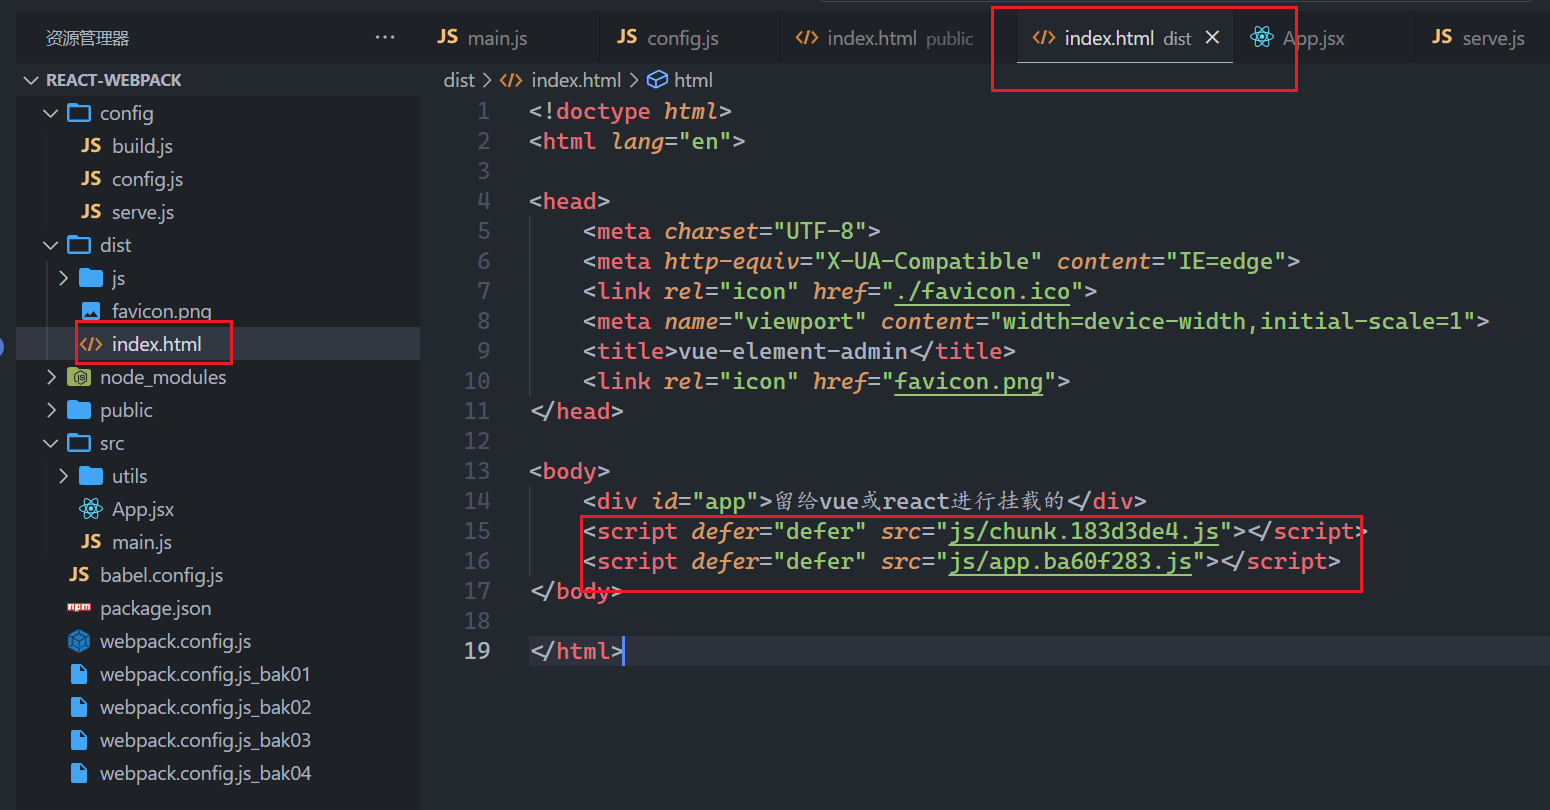 资源管理器 ···
REACT-WEBPACK
config
JS build.js
JS config.js
JS serve.js
dist
js
favicon.png
</> index.html
node_modules
public
src
utils
App.jsx
JS main.js
JS babel.config.js
npm package.json
webpack.config.js
webpack.config.js_bak01
webpack.config.js_bak02
webpack.config.js_bak03
webpack.config.js_bak04
JS main.js JS config.js </> index.html public </> index.html dist × App.jsx JS serve.js
dist > </> index.html > html
1 <!doctype html>
2 <html lang="en">
3
4 <head>
5 <meta charset="UTF-8">
6 <meta http-equiv="X-UA-Compatible" content="IE=edge">
7 <link rel="icon" href="./favicon.ico">
8 <meta name="viewport" content="width=device-width,initial-scale=1">
9 <title>vue-element-admin</title>
10 <link rel="icon" href="favicon.png">
11 </head>
12
13 <body>
14 <div id="app">留给vue或react进行挂载的</div>
15 <script defer="defer" src="js/chunk.183d3de4.js"></script>
16 <script defer="defer" src="js/app.ba60f283.js"></script>
17 </body>
18
19 </html>